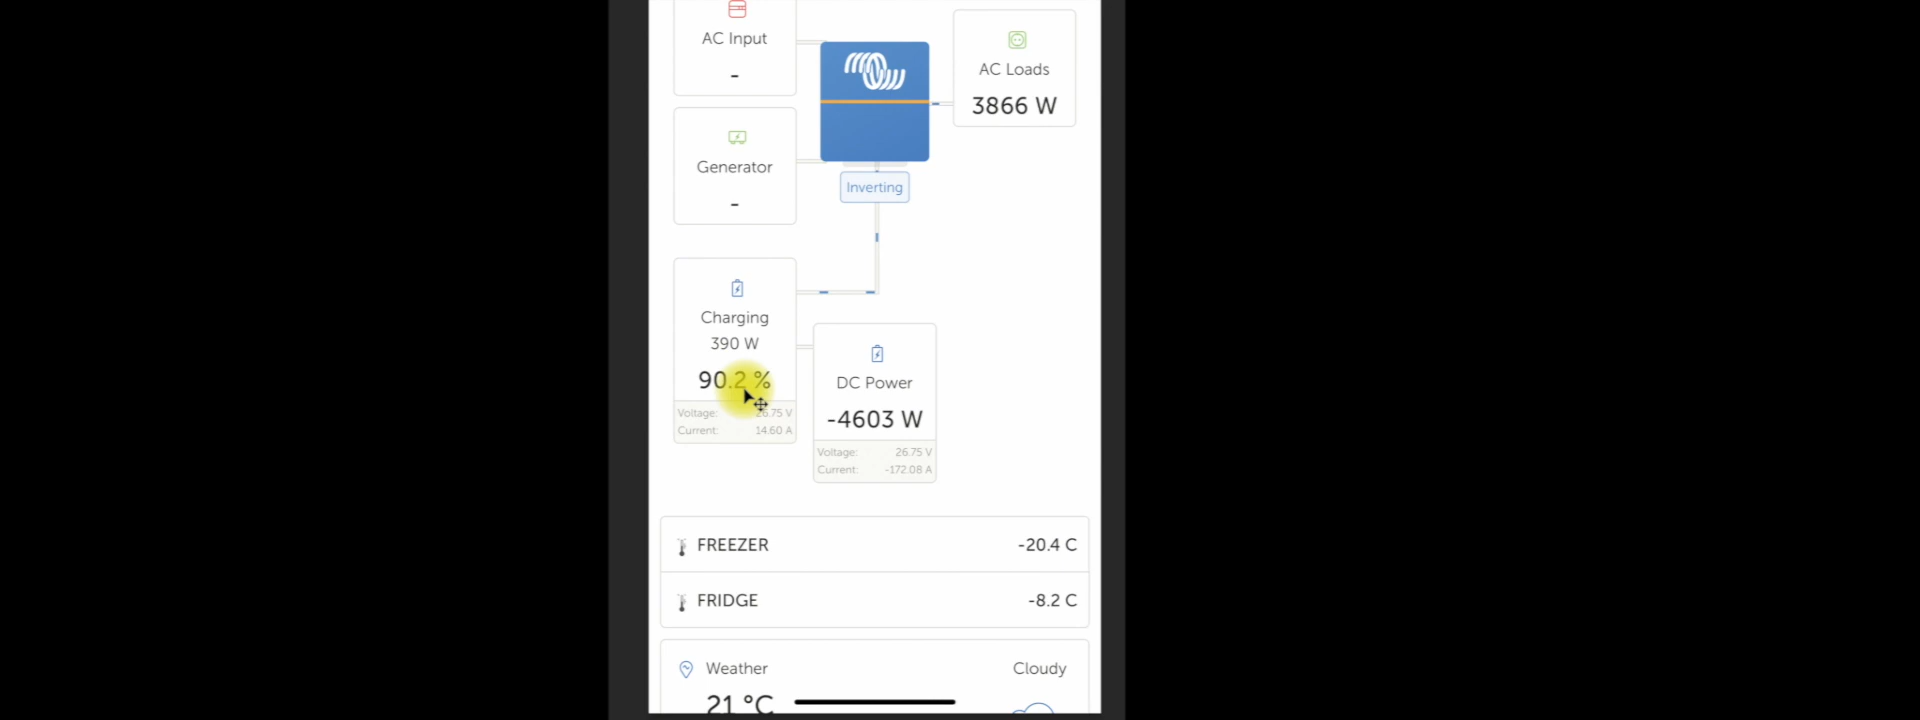 AC Input
-
AC Loads
3866 W
Generator
-
Inverting
Charging
390 W
90.2 %
Voltage: 26.75 V
Current: 14.60 A
DC Power
-4603 W
Voltage: 26.75 V
Current: -172.08 A
FREEZER -20.4 C
FRIDGE -8.2 C
Weather Cloudy
21 °C